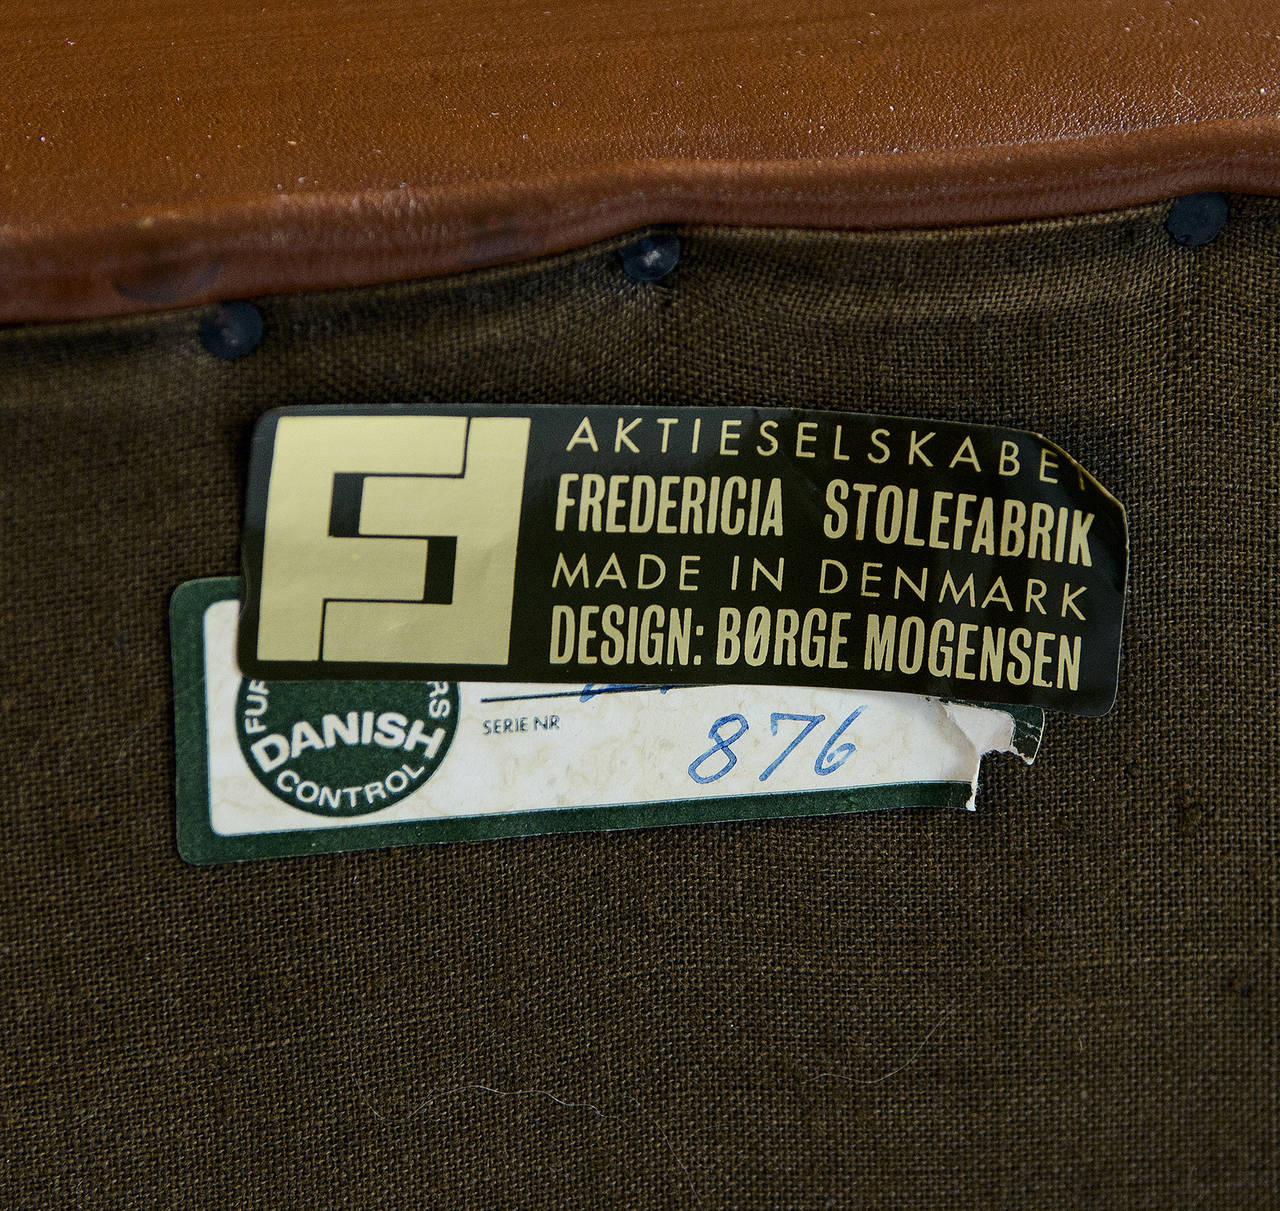 AKTIESELSKABET
FREDERICIA STOLEFABRIK
MADE IN DENMARK
DESIGN: BØRGE MOGENSEN
DANISH
CONTROL
SERIE NR
876